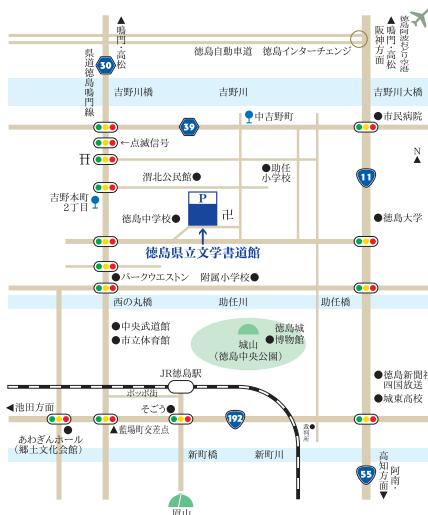 ▲鳴門・高松
▲鳴門・高松
阪神方面
徳島阿波おどり空港
徳島自動車道
徳島インターチェンジ
県道徳島鳴門線
30
吉野川橋
吉野川
吉野川大橋
39
中吉野町
市民病院
←点滅信号
N
渭北公民館
助任
小学校
11
吉野本町
2丁目
P
徳島中学校
卍
徳島大学
徳島県立文学書道館
パークウエストン
附属小学校
西の丸橋
助任川
助任橋
中央武道館
市立体育館
城山
(徳島中央公園)
徳島城
博物館
JR徳島駅
徳島新聞社
四国放送
ポッポ街
城東高校
◀池田方面
そごう
192
裁判所
あわぎんホール
(郷土文化会館)
▲藍場町交差点
新町橋
新町川
55
阿南・
高知方面▼
眉山